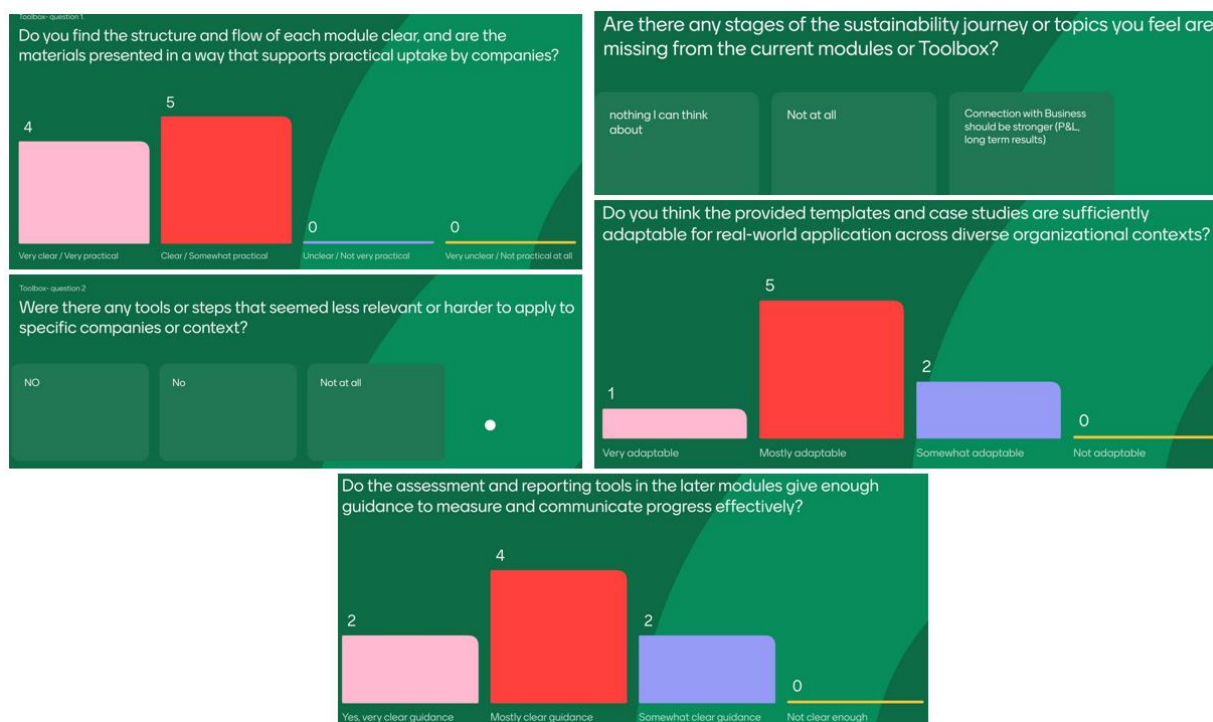 Toolbox- question 1.
Do you find the structure and flow of each module clear, and are the
materials presented in a way that supports practical uptake by companies?
4
5
0
0
Very clear / Very practical
Clear / Somewhat practical
Unclear / Not very practical
Very unclear / Not practical at all
Toolbox- question 2
Were there any tools or steps that seemed less relevant or harder to apply to
specific companies or context?
NO
No
Not at all
Are there any stages of the sustainability journey or topics you feel are
missing from the current modules or Toolbox?
nothing I can think
about
Not at all
Connection with Business
should be stronger (P&L,
long term results)
Do you think the provided templates and case studies are sufficiently
adaptable for real-world application across diverse organizational contexts?
1
5
2
0
Very adaptable
Mostly adaptable
Somewhat adaptable
Not adaptable
Do the assessment and reporting tools in the later modules give enough
guidance to measure and communicate progress effectively?
2
4
2
0
Yes, very clear guidance
Mostly clear guidance
Somewhat clear guidance
Not clear enough